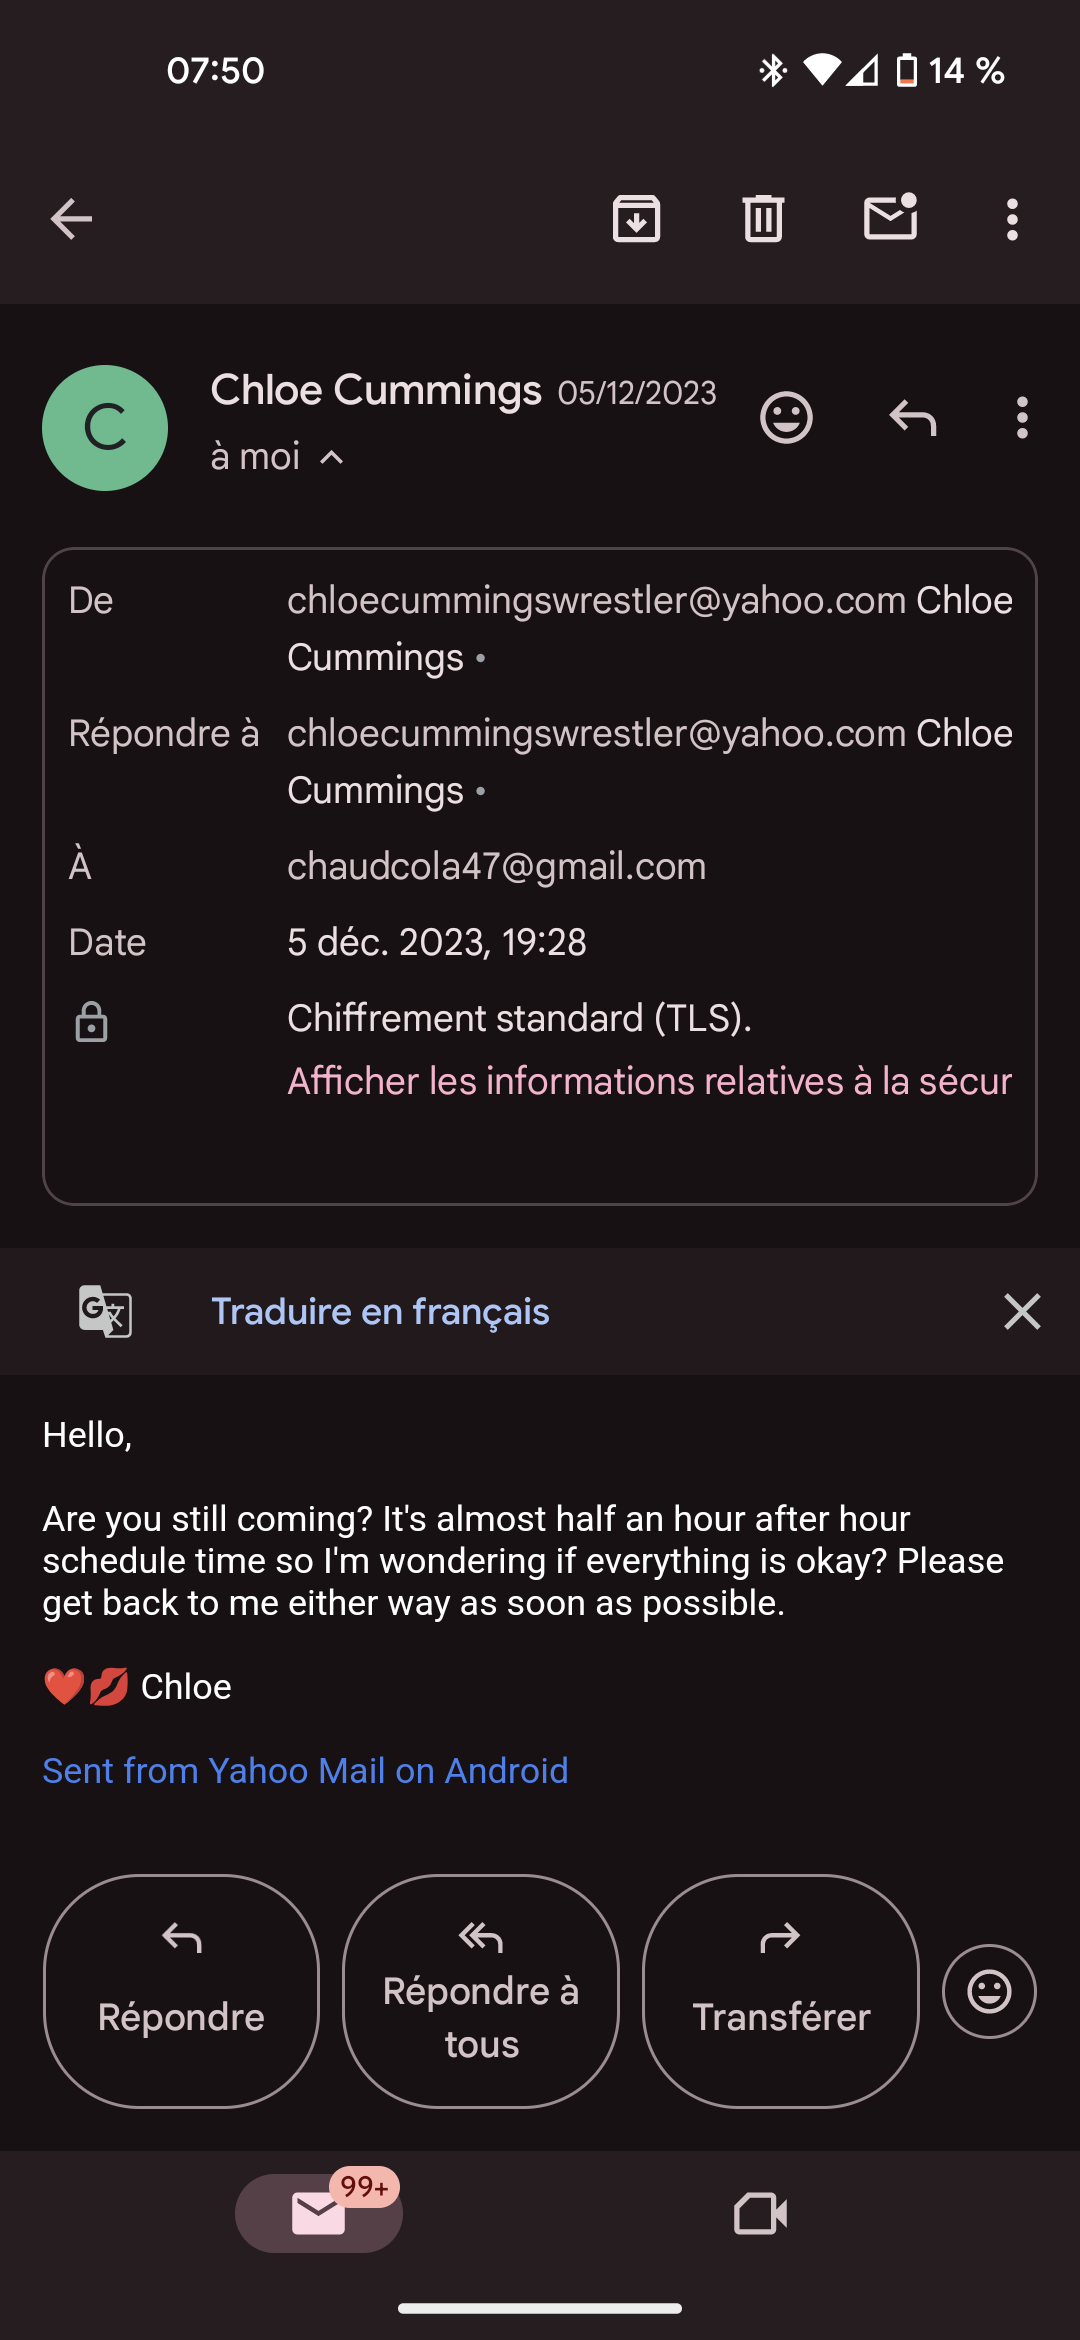 07:50
14 %
C
Chloe Cummings 05/12/2023
à moi
De
chloecummingswrestler@yahoo.com Chloe
Cummings •
Répondre à
chloecummingswrestler@yahoo.com Chloe
Cummings •
À
chaudcola47@gmail.com
Date
5 déc. 2023, 19:28
Chiffrement standard (TLS).
Afficher les informations relatives à la sécur
Traduire en français
Hello,
Are you still coming? It's almost half an hour after hour
schedule time so I'm wondering if everything is okay? Please
get back to me either way as soon as possible.
❤️💋 Chloe
Sent from Yahoo Mail on Android
Répondre
Répondre à
tous
Transférer
99+